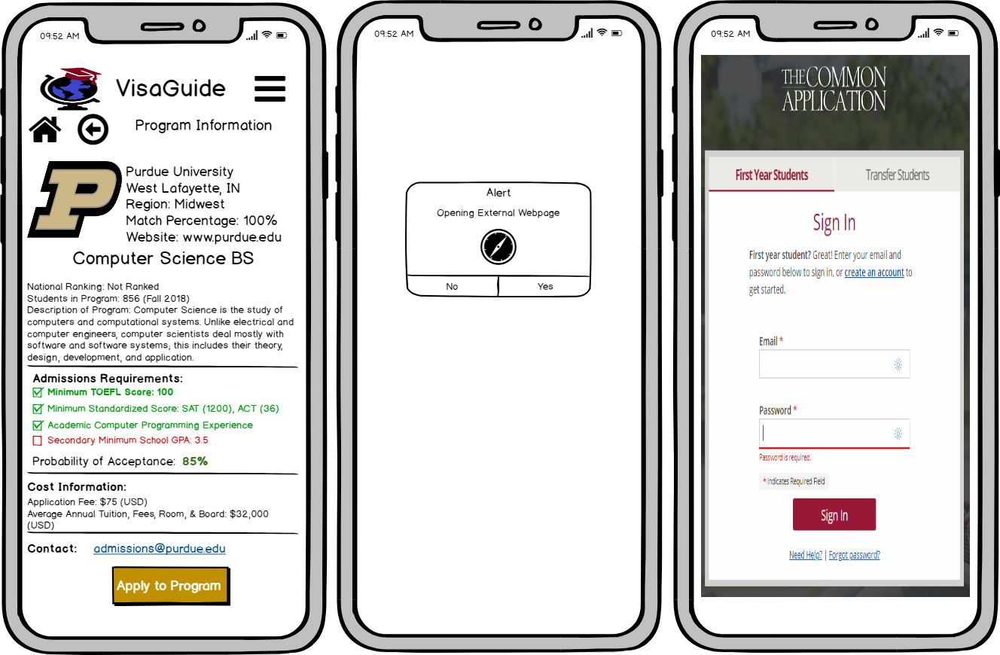 09:52 AM
VisaGuide
Program Information
P
Purdue University
West Lafayette, IN
Region: Midwest
Match Percentage: 100%
Website: www.purdue.edu
Computer Science BS
National Ranking: Not Ranked
Students in Program: 856 (Fall 2018)
Description of Program: Computer Science is the study of
computers and computational systems. Unlike electrical and
computer engineers, computer scientists deal mostly with
software and software systems; this includes their theory,
design, development, and application.
Admissions Requirements:
Minimum TOEFL Score: 100
Minimum Standardized Score: SAT (1200), ACT (36)
Academic Computer Programming Experience
Secondary Minimum School GPA: 3.5
Probability of Acceptance: 85%
Cost Information:
Application Fee: $75 (USD)
Average Annual Tuition, Fees, Room, & Board: $32,000
(USD)
Contact: admissions@purdue.edu
Apply to Program
09:52 AM
Alert
Opening External Webpage
No Yes
09:52 AM
THE COMMON
APPLICATION
First Year Students Transfer Students
Sign In
First year student? Great! Enter your email and
password below to sign in, or create an account to
get started.
Email *
Password *
Password is required.
* Indicates Required Field
Sign In
Need Help? | Forgot password?